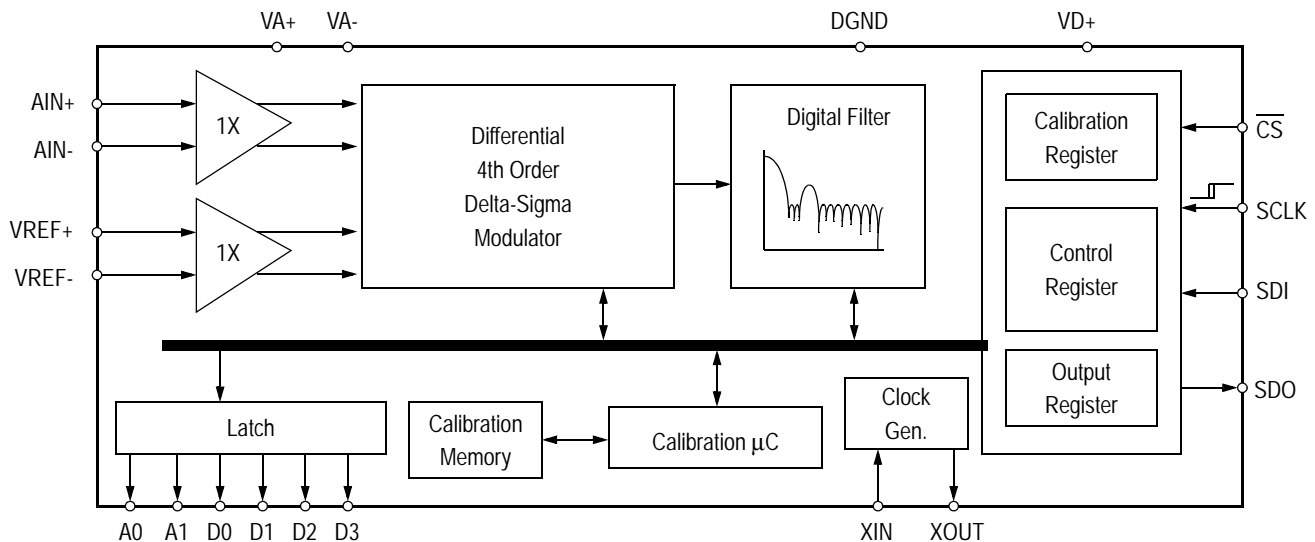 VA+ VA- DGND VD+
AIN+
AIN-
VREF+
VREF-
1X
1X
Differential
4th Order
Delta-Sigma
Modulator
Digital Filter
Calibration
Register
Control
Register
Output
Register
CS
SCLK
SDI
SDO
Latch
Calibration
Memory
Calibration µC
Clock
Gen.
A0 A1 D0 D1 D2 D3 XIN XOUT